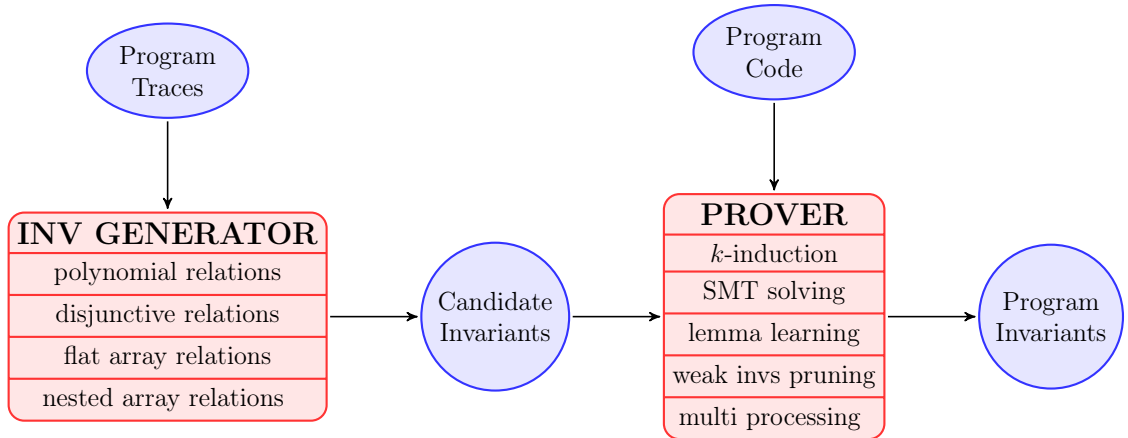 Program
Traces
Program
Code
INV GENERATOR
polynomial relations
disjunctive relations
flat array relations
nested array relations
Candidate
Invariants
PROVER
k-induction
SMT solving
lemma learning
weak invs pruning
multi processing
Program
Invariants